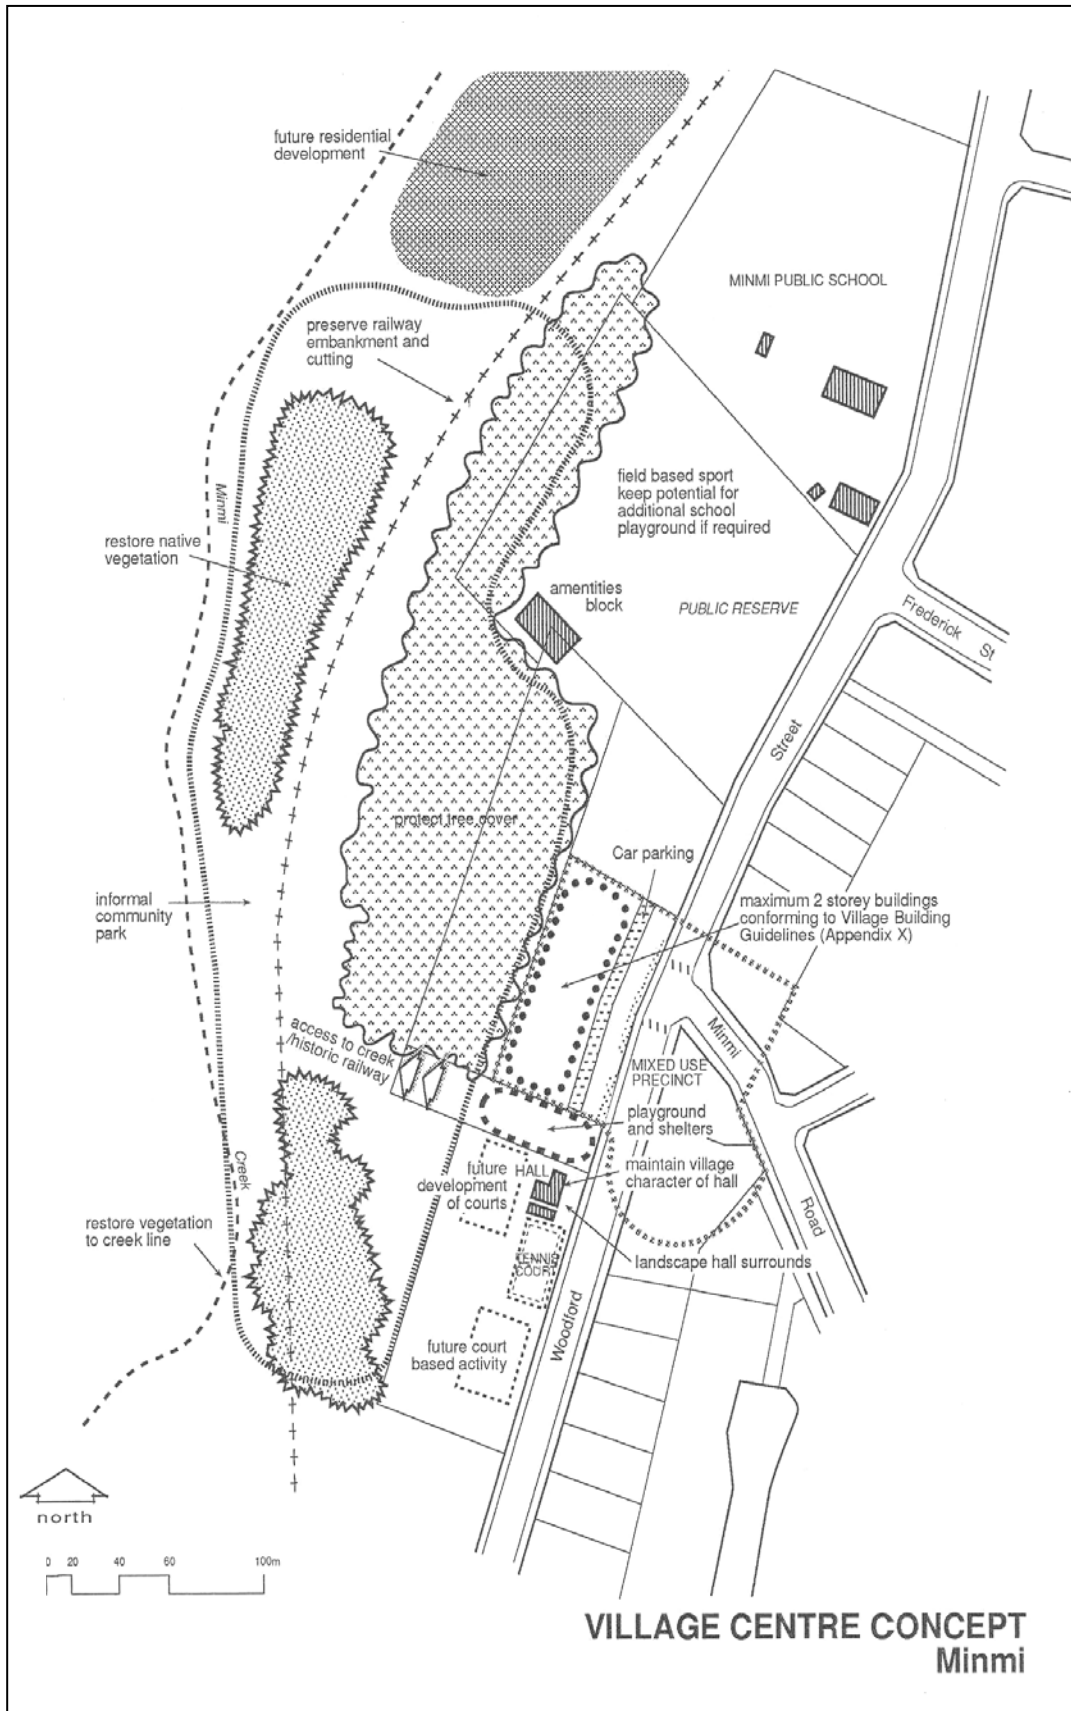 future residential
development
MINMI PUBLIC SCHOOL
preserve railway
embankment and
cutting
field based sport
keep potential for
additional school
playground if required
Minmi
restore native
vegetation
amentities
block
PUBLIC RESERVE
Frederick St
Street
protect tree cover
Car parking
informal
community
park
maximum 2 storey buildings
conforming to Village Building
Guidelines (Appendix X)
access to creek
/historic railway
Minmi
MIXED USE
PRECINCT
playground
and shelters
Creek
future
development
of courts
HALL
maintain village
character of hall
Road
restore vegetation
to creek line
TENNIS
COURT
landscape hall surrounds
Woodford
future court
based activity
north
0 20 40 60 100m
VILLAGE CENTRE CONCEPT
Minmi